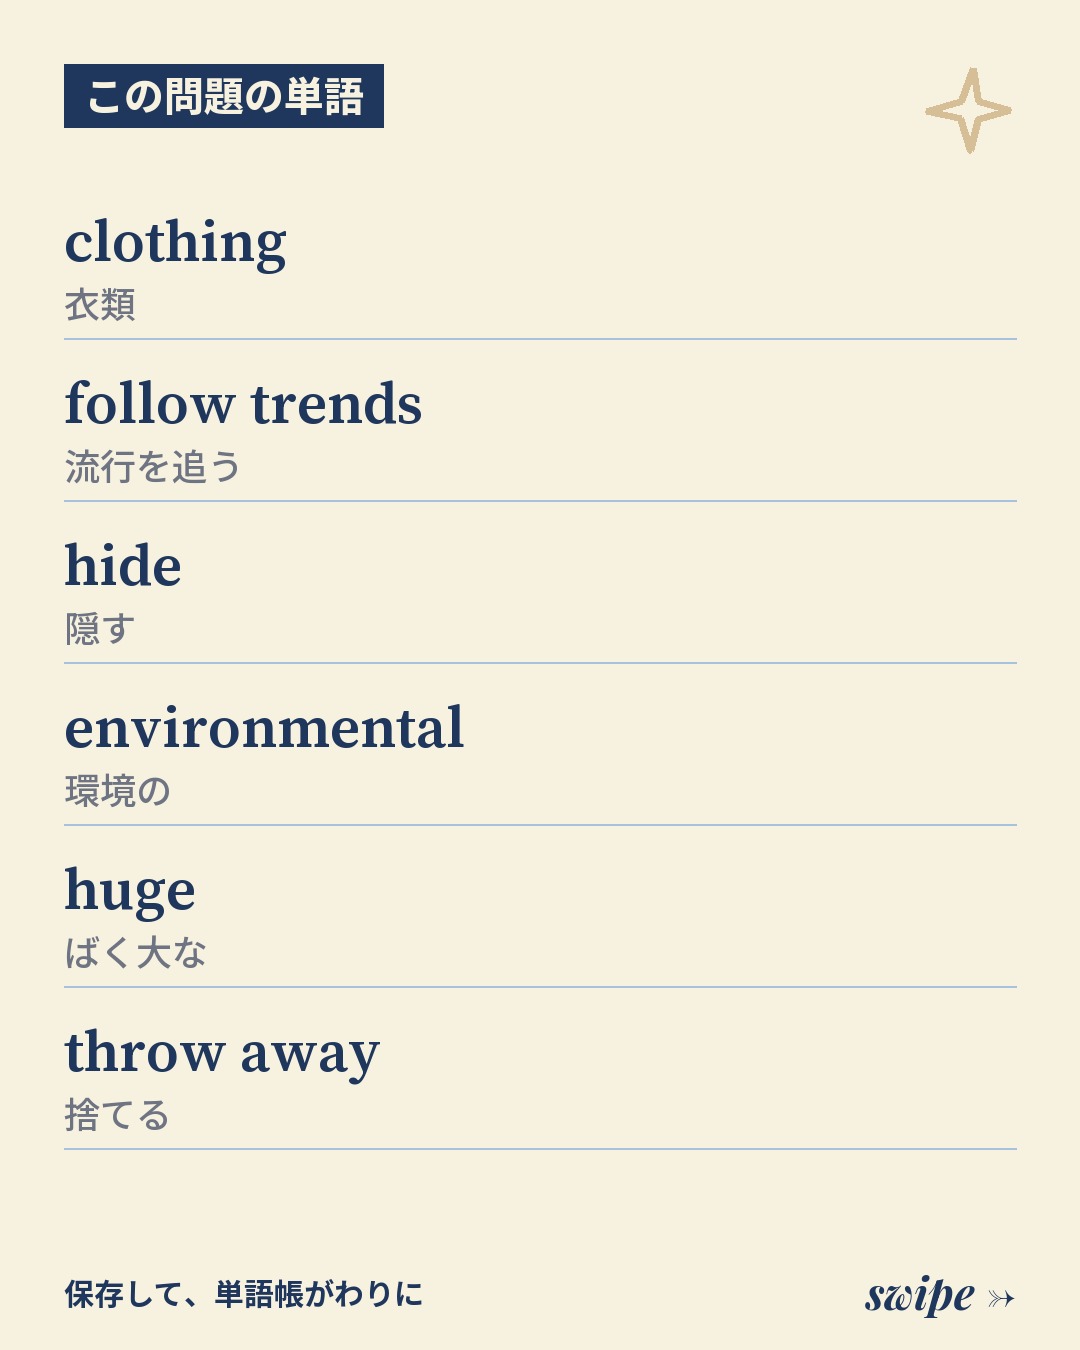 この問題の単語
clothing
衣類
follow trends
流行を追う
hide
隠す
environmental
環境の
huge
ばく大な
throw away
捨てる
保存して、単語帳がわりに
swipe